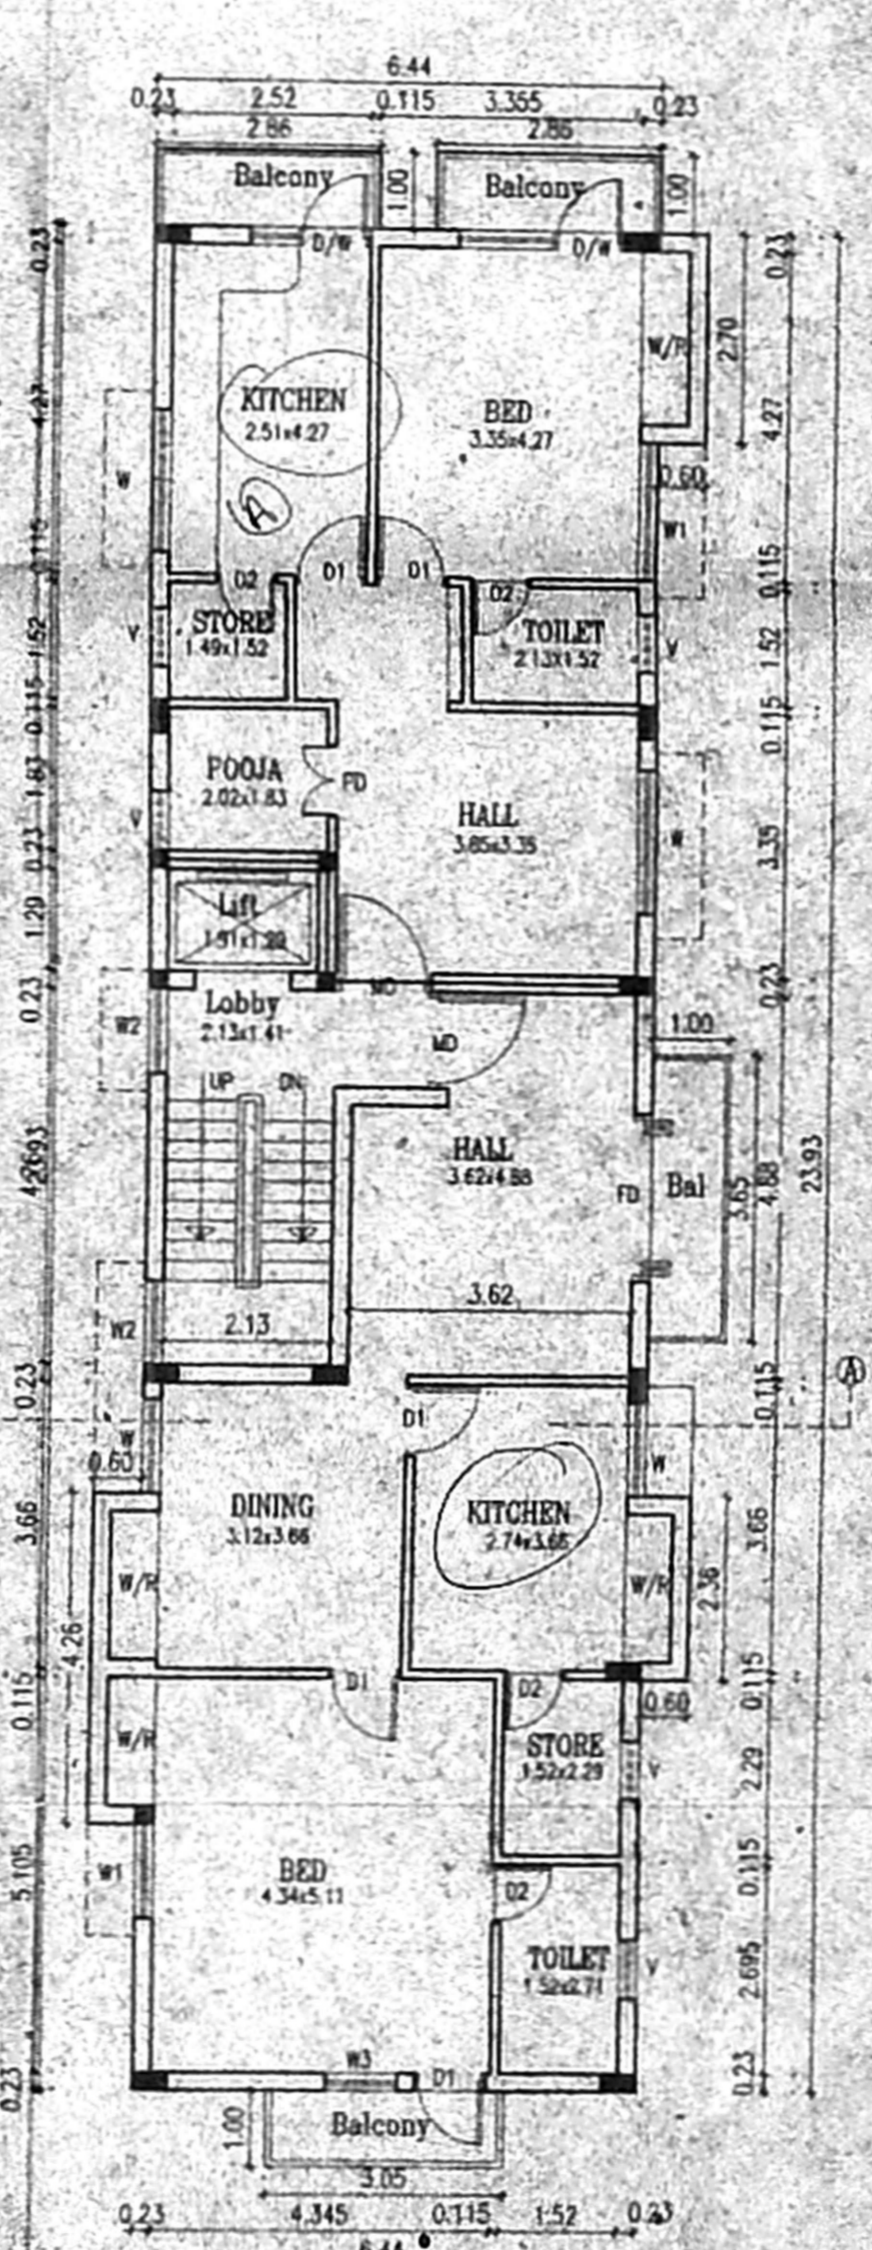 6.44
0.23 2.52 0.115 3.355 0.23
2.86 2.86
Balcony 1.00 Balcony 1.00
D/W D/W
0.23 0.23
W/R 2.70
KITCHEN
2.51x4.27
BED
3.35x4.27
4.27 4.27
W 0.60
A
W1
0.115 0.115
D2 D1 D1 D2
STORE
1.49x1.52
TOILET
2.13x1.52
V V
1.52 1.52
0.115 0.115
POOJA
2.02x1.83
FD
1.83
V
HALL
3.85x3.35
W 3.35
0.23
Lift
1.29
MD
0.23 0.23
Lobby
2.13x1.41
W2
MD
1.00
UP DN
HALL
3.62x4.88
FD Bal 3.65 4.88 23.93
3.62
W2 2.13
0.23 0.115
A
D1
W W
0.60
DINING
3.12x3.66
KITCHEN
2.74x3.66
3.66 3.66
W/R W/R 2.36
4.26
D1 D2
0.115 0.115
0.60
W/R
STORE
1.52x2.29
V 2.29
BED
4.34x5.11
W1
5.105
0.115
D2
TOILET
1.52x2.71
V 2.695
W3 D1
0.23 0.23
Balcony
1.00
3.05
0.23 4.345 0.115 1.52 0.23
6.44